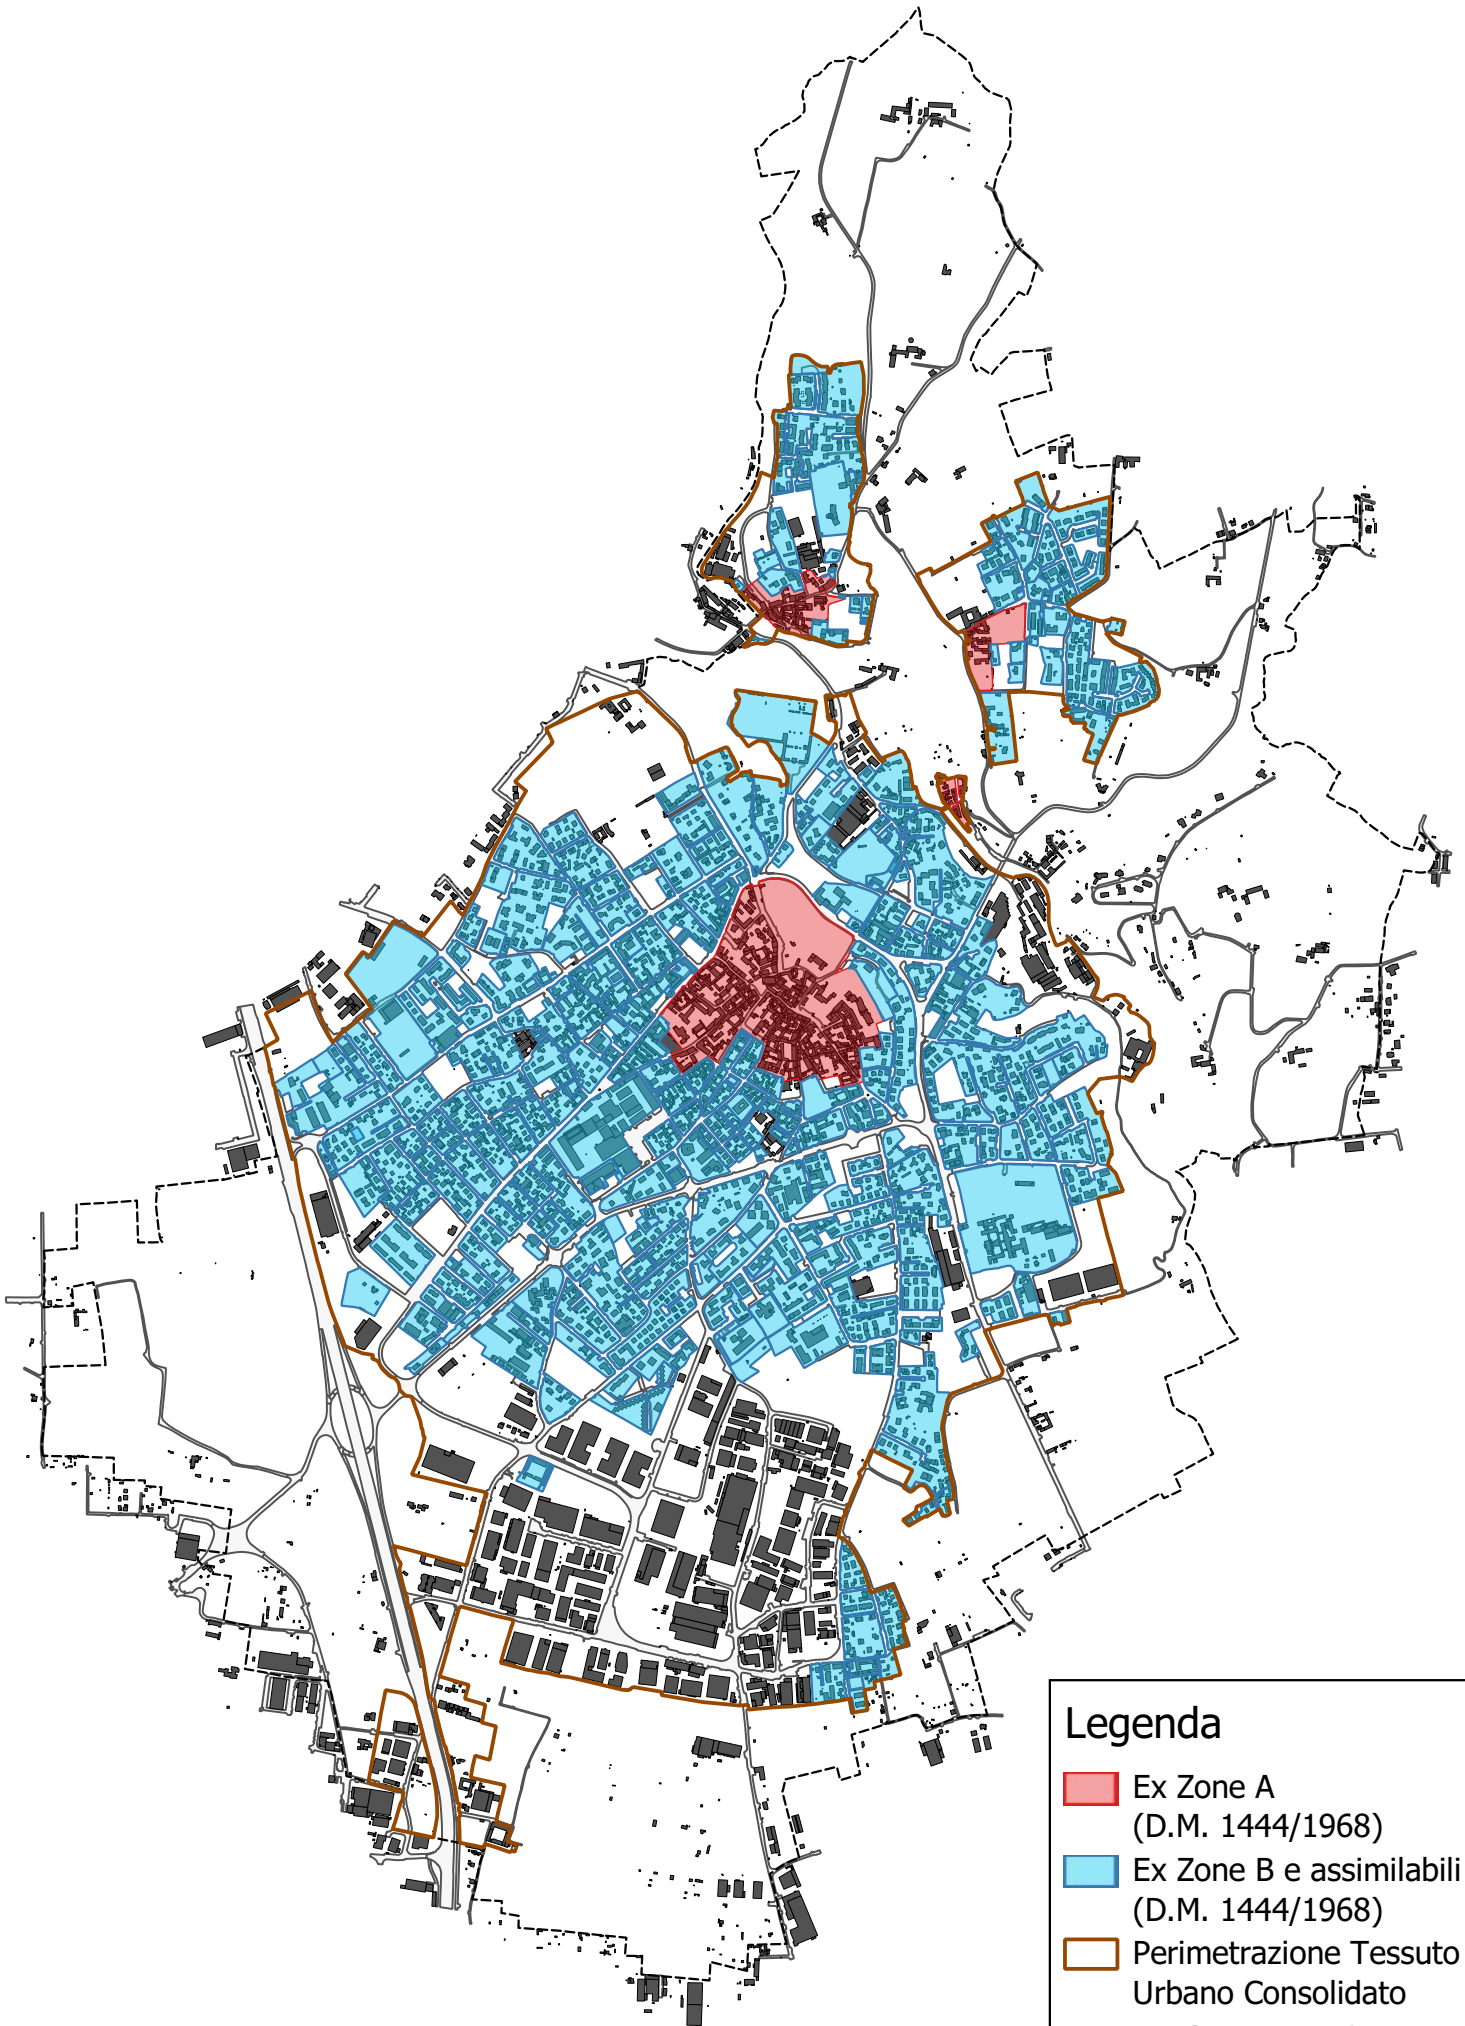 Legenda
Ex Zone A
(D.M. 1444/1968)
Ex Zone B e assimilabili
(D.M. 1444/1968)
Perimetrazione Tessuto
Urbano Consolidato